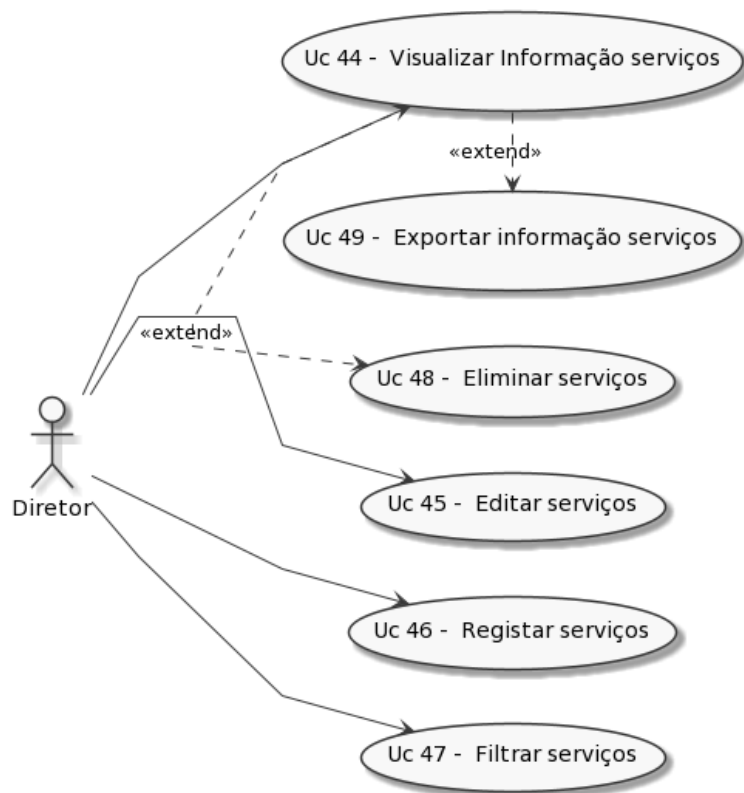 Uc 44 -  Visualizar Informação serviços
«extend»
Uc 49 -  Exportar informação serviços
«extend»
Uc 48 -  Eliminar serviços
Uc 45 -  Editar serviços
Diretor
Uc 46 -  Registar serviços
Uc 47 -  Filtrar serviços